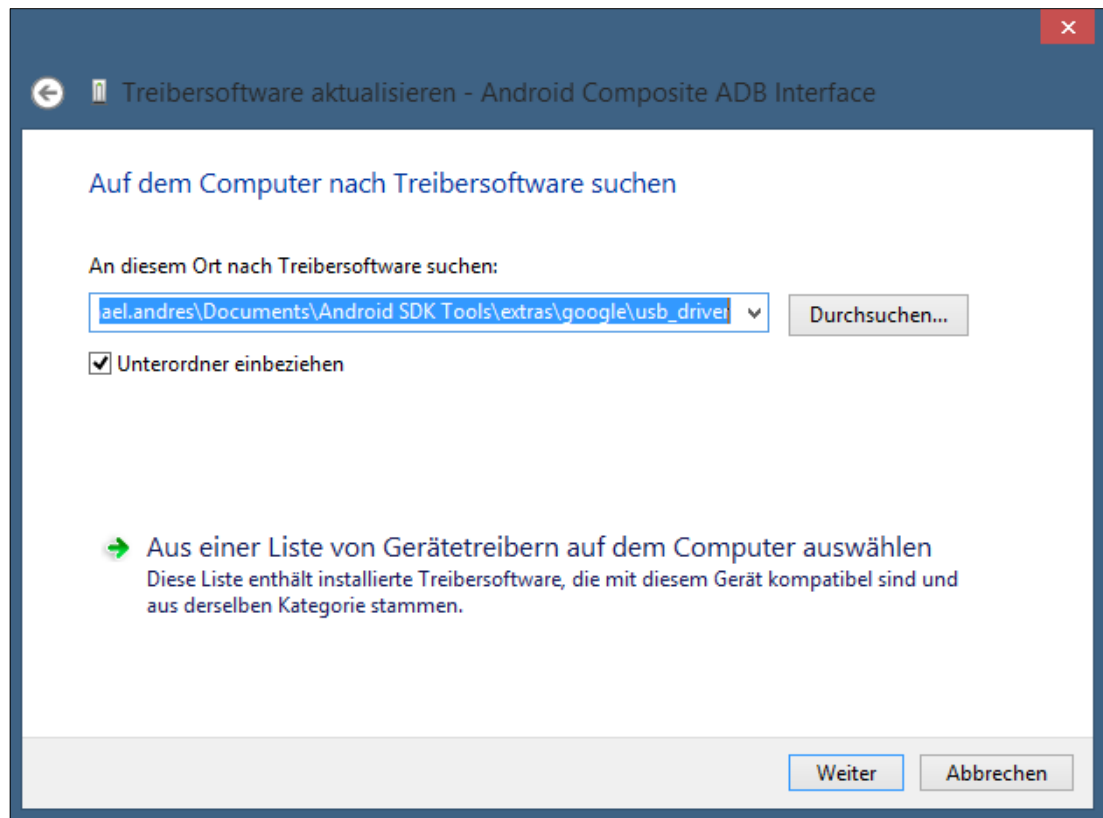 Treibersoftware aktualisieren - Android Composite ADB Interface
Auf dem Computer nach Treibersoftware suchen
An diesem Ort nach Treibersoftware suchen:
ael.andres\Documents\Android SDK Tools\extras\google\usb_driver
Durchsuchen...
Unterordner einbeziehen
Aus einer Liste von Gerätetreibern auf dem Computer auswählen
Diese Liste enthält installierte Treibersoftware, die mit diesem Gerät kompatibel sind und
aus derselben Kategorie stammen.
Weiter
Abbrechen